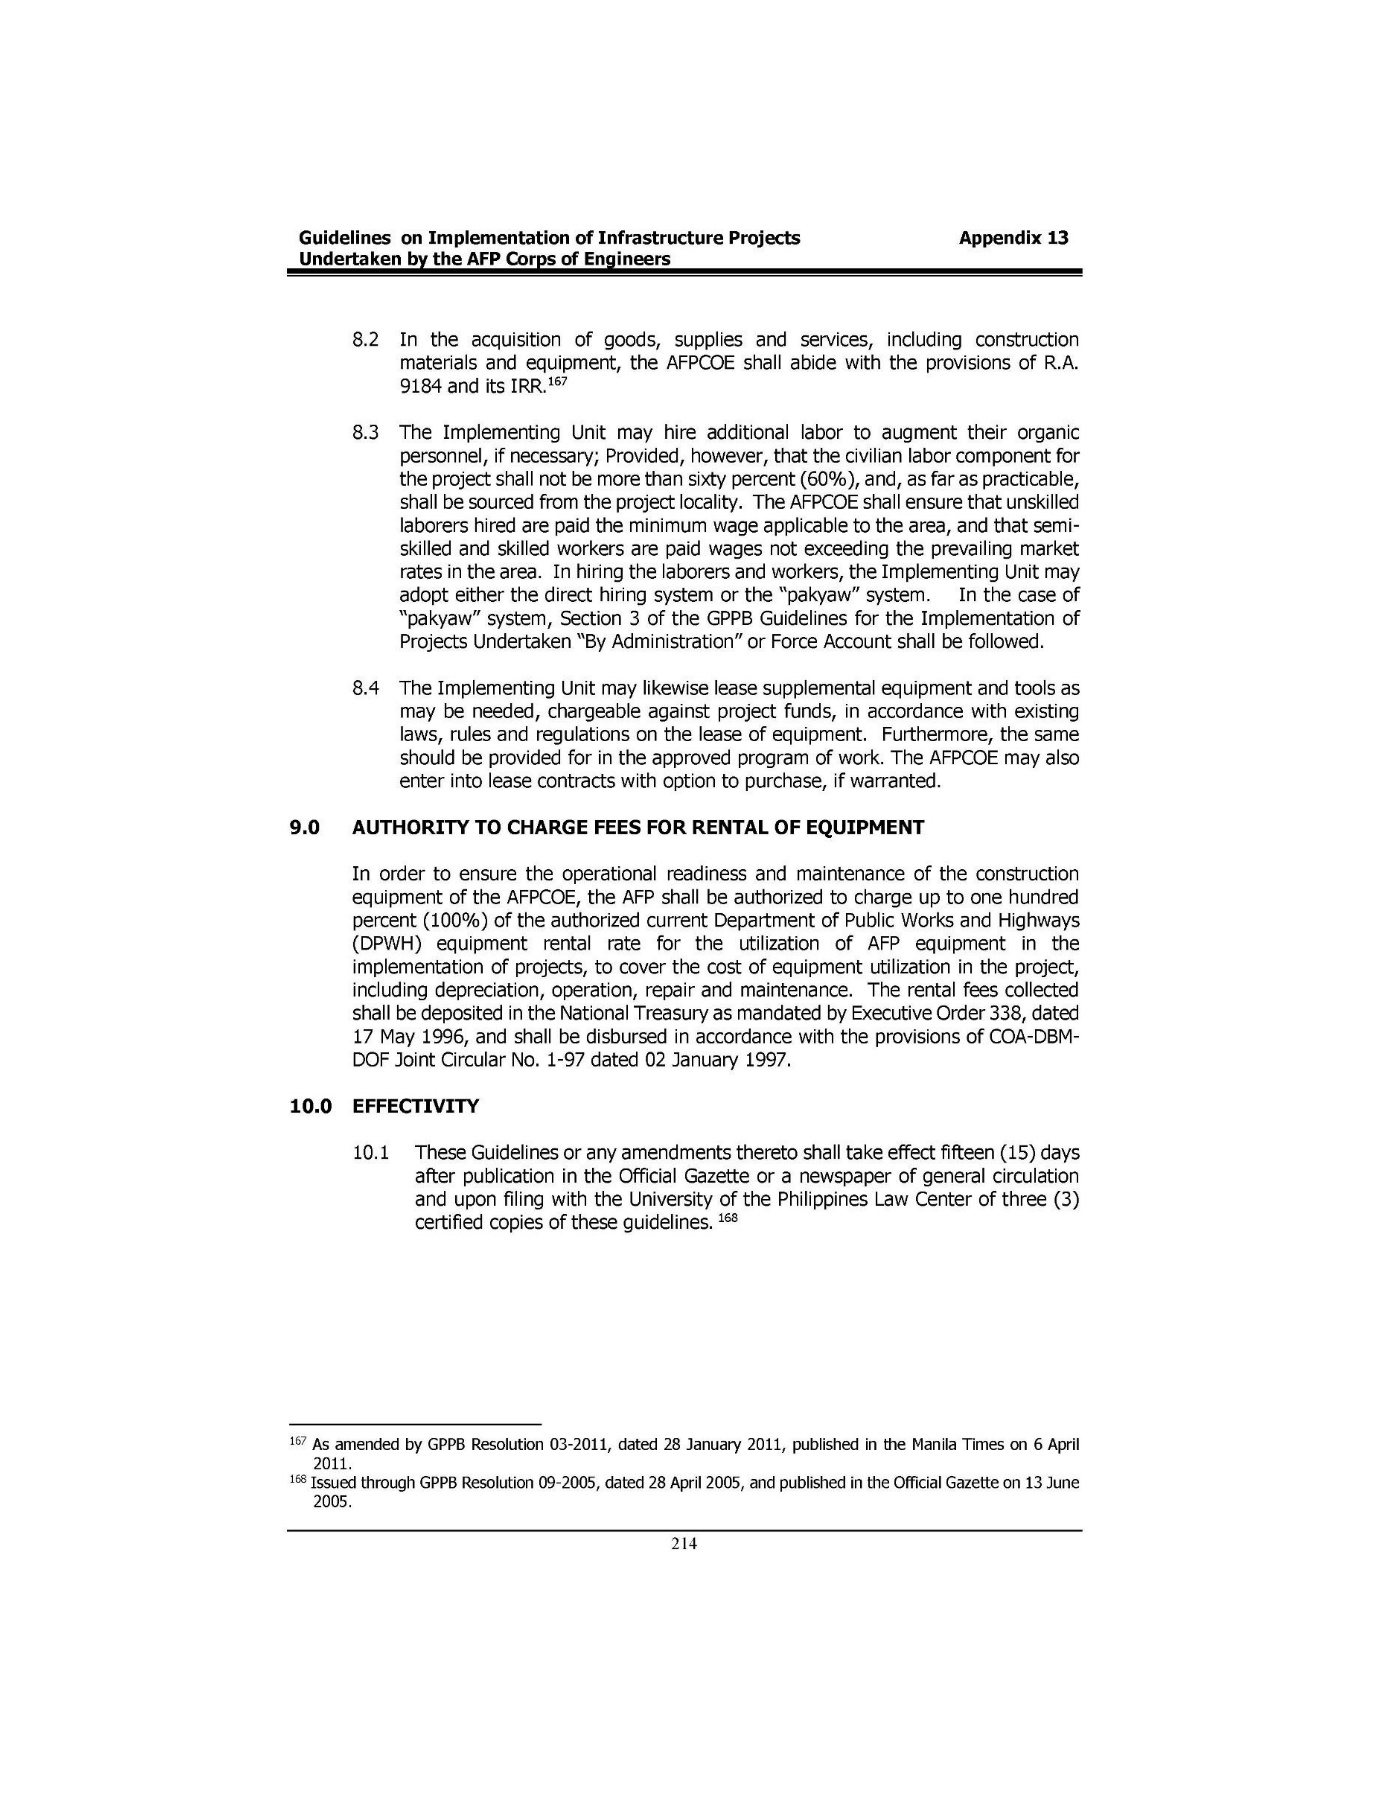 Guidelines on Implementation of Infrastructure Projects Appendix 13
Undertaken by the AFP Corps of Engineers
8.2 In the acquisition of goods, supplies and services, including construction
materials and equipment, the AFPCOE shall abide with the provisions of R.A.
9184 and its IRR.167
8.3 The Implementing Unit may hire additional labor to augment their organic
personnel, if necessary; Provided, however, that the civilian labor component for
the project shall not be more than sixty percent (60%), and, as far as practicable,
shall be sourced from the project locality. The AFPCOE shall ensure that unskilled
laborers hired are paid the minimum wage applicable to the area, and that semi-
skilled and skilled workers are paid wages not exceeding the prevailing market
rates in the area. In hiring the laborers and workers, the Implementing Unit may
adopt either the direct hiring system or the “pakyaw” system. In the case of
“pakyaw” system, Section 3 of the GPPB Guidelines for the Implementation of
Projects Undertaken “By Administration” or Force Account shall be followed.
8.4 The Implementing Unit may likewise lease supplemental equipment and tools as
may be needed, chargeable against project funds, in accordance with existing
laws, rules and regulations on the lease of equipment. Furthermore, the same
should be provided for in the approved program of work. The AFPCOE may also
enter into lease contracts with option to purchase, if warranted.
9.0 AUTHORITY TO CHARGE FEES FOR RENTAL OF EQUIPMENT
In order to ensure the operational readiness and maintenance of the construction
equipment of the AFPCOE, the AFP shall be authorized to charge up to one hundred
percent (100%) of the authorized current Department of Public Works and Highways
(DPWH) equipment rental rate for the utilization of AFP equipment in the
implementation of projects, to cover the cost of equipment utilization in the project,
including depreciation, operation, repair and maintenance. The rental fees collected
shall be deposited in the National Treasury as mandated by Executive Order 338, dated
17 May 1996, and shall be disbursed in accordance with the provisions of COA-DBM-
DOF Joint Circular No. 1-97 dated 02 January 1997.
10.0 EFFECTIVITY
10.1 These Guidelines or any amendments thereto shall take effect fifteen (15) days
after publication in the Official Gazette or a newspaper of general circulation
and upon filing with the University of the Philippines Law Center of three (3)
certified copies of these guidelines. 168
167 As amended by GPPB Resolution 03-2011, dated 28 January 2011, published in the Manila Times on 6 April
2011.
168 Issued through GPPB Resolution 09-2005, dated 28 April 2005, and published in the Official Gazette on 13 June
2005.
214